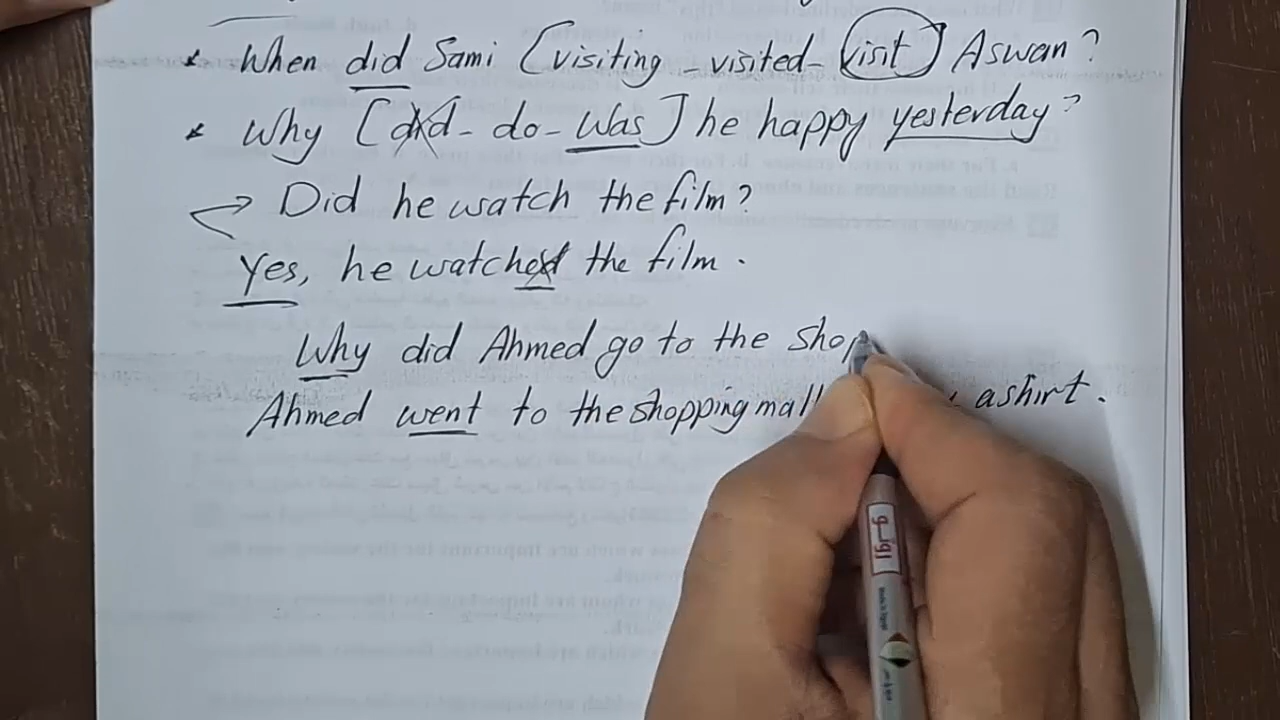 * When did Sami [visiting - visited - visit] Aswan?
* Why [did - do - was] he happy yesterday?
→ Did he watch the film?
Yes, he watched the film.
Why did Ahmed go to the shop
Ahmed went to the shopping mall a shirt.